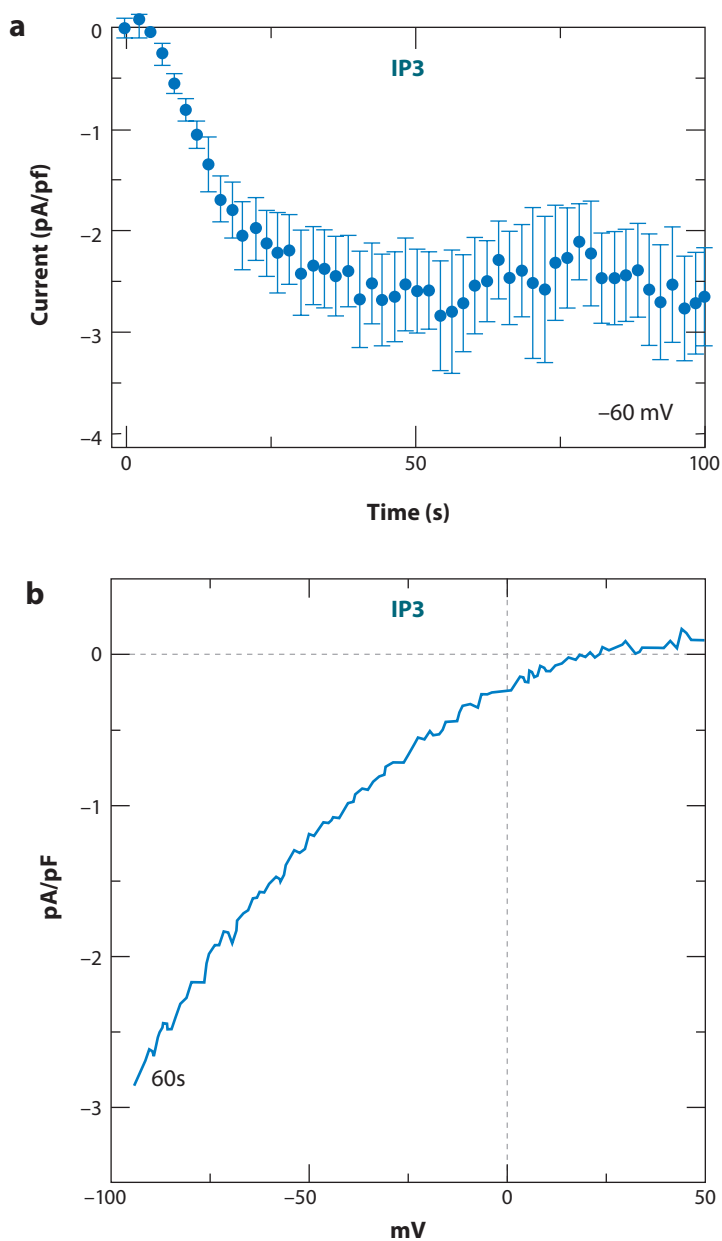 a
IP3
0
–1
–2
–3
–4
Current (pA/pf)
–60 mV
0
50
100
Time (s)
b
IP3
0
–1
–2
–3
pA/pF
60s
–100
–50
0
50
mV